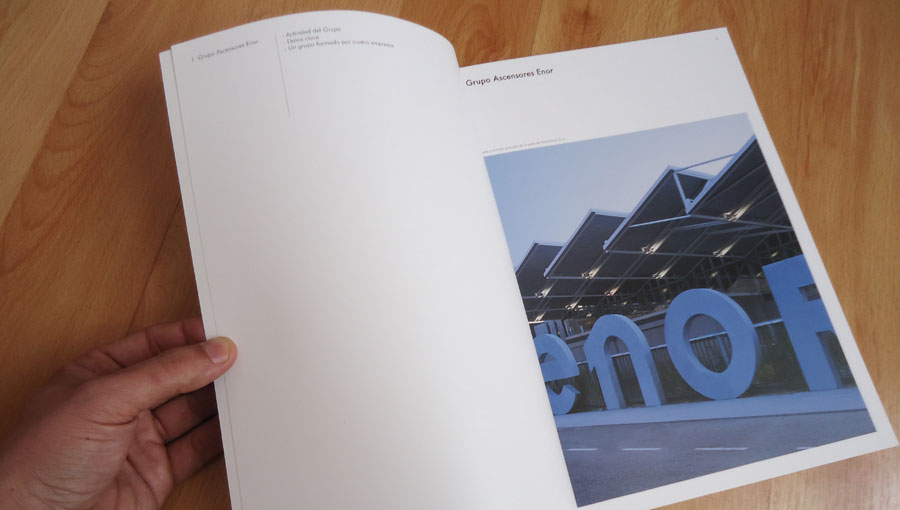 1. Grupo Ascensores Enor
- Actividad del Grupo
- Datos clave
- Un grupo formado por cuatro empresas
Grupo Ascensores Enor
enor